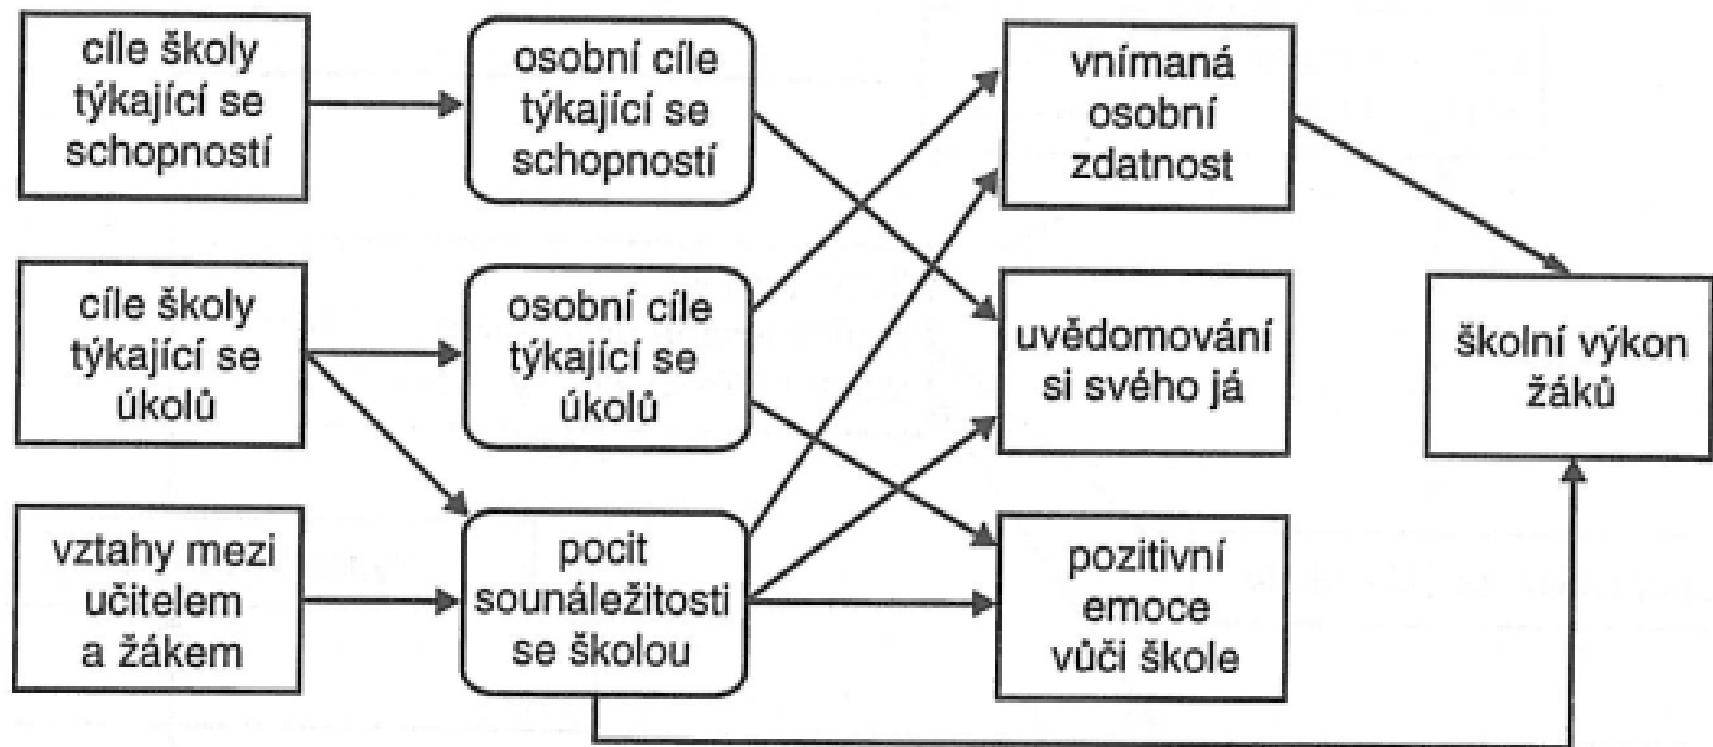 cíle školy
týkající se
schopností
osobní cíle
týkající se
schopností
vnímaná
osobní
zdatnost
cíle školy
týkající se
úkolů
osobní cíle
týkající se
úkolů
uvědomování
si svého já
školní výkon
žáků
vztahy mezi
učitelem
a žákem
pocit
sounáležitosti
se školou
pozitivní
emoce
vůči škole